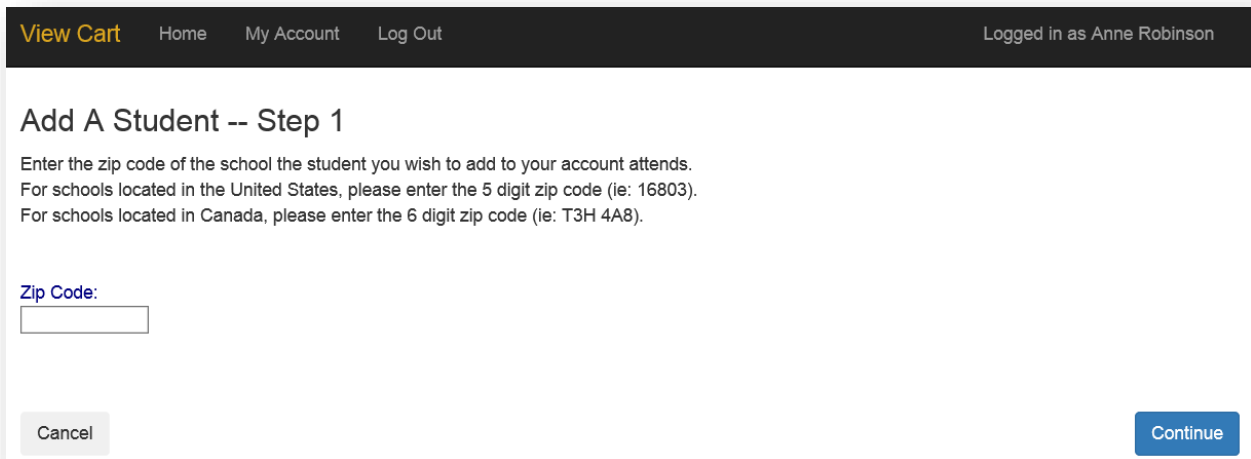 View Cart Home My Account Log Out Logged in as Anne Robinson
Add A Student -- Step 1
Enter the zip code of the school the student you wish to add to your account attends.
For schools located in the United States, please enter the 5 digit zip code (ie: 16803).
For schools located in Canada, please enter the 6 digit zip code (ie: T3H 4A8).
Zip Code:
Cancel Continue